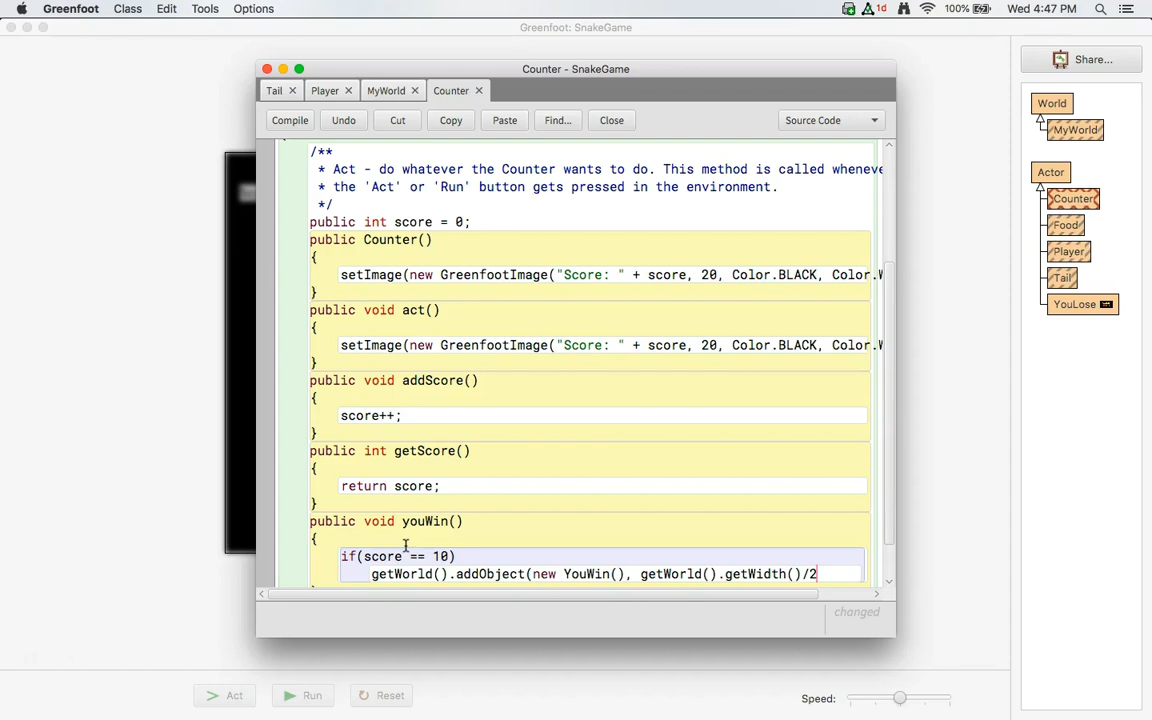 Greenfoot Class Edit Tools Options 1d 100% Wed 4:47 PM
Greenfoot: SnakeGame
Counter - SnakeGame
Tail Player MyWorld Counter
Compile Undo Cut Copy Paste Find... Close Source Code
/**
* Act - do whatever the Counter wants to do. This method is called wheneve
* the 'Act' or 'Run' button gets pressed in the environment.
*/
public int score = 0;
public Counter()
{
setImage(new GreenfootImage("Score: " + score, 20, Color.BLACK, Color.W
}
public void act()
{
setImage(new GreenfootImage("Score: " + score, 20, Color.BLACK, Color.W
}
public void addScore()
{
score++;
}
public int getScore()
{
return score;
}
public void youWin()
{
if(score == 10)
getWorld().addObject(new YouWin(), getWorld().getWidth()/2
changed
Share...
World
MyWorld
Actor
Counter
Food
Player
Tail
YouLose
Act Run Reset Speed: